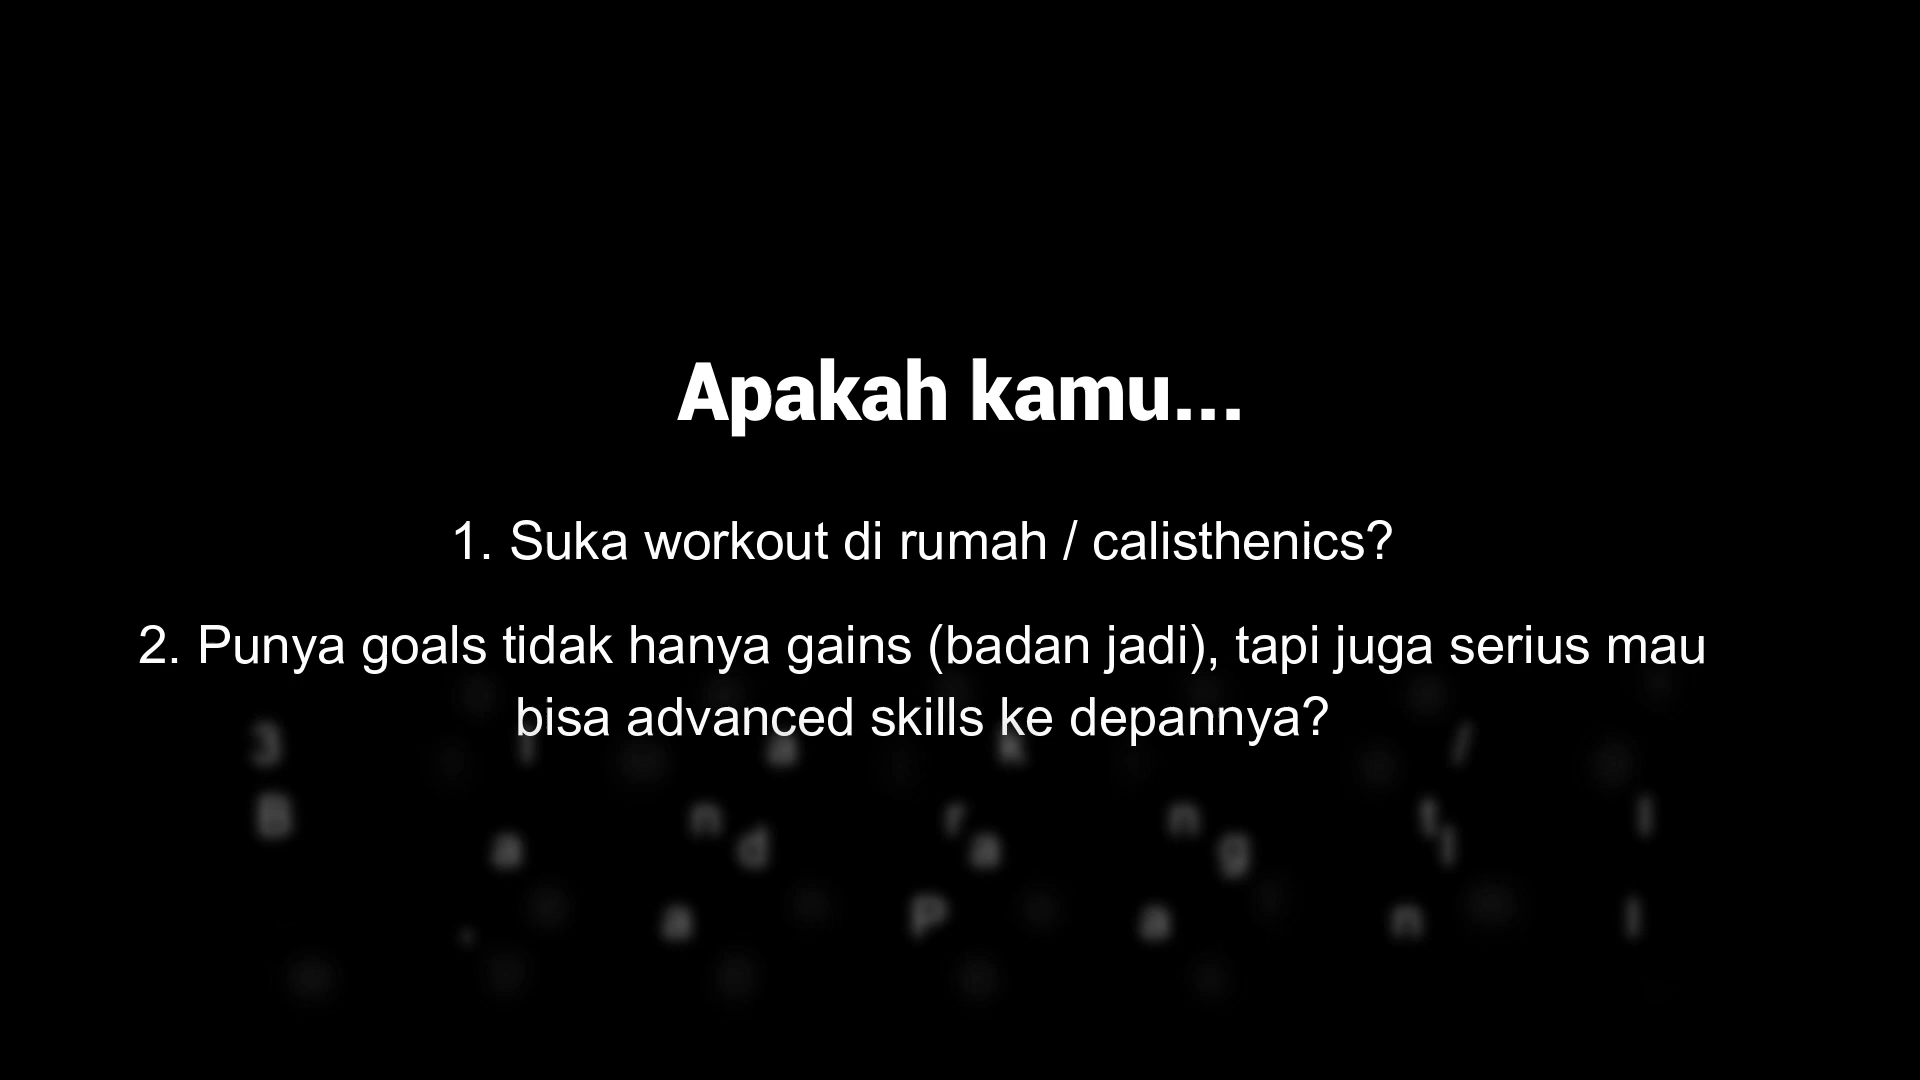 Apakah kamu...
1. Suka workout di rumah / calisthenics?
2. Punya goals tidak hanya gains (badan jadi), tapi juga serius mau
bisa advanced skills ke depannya?